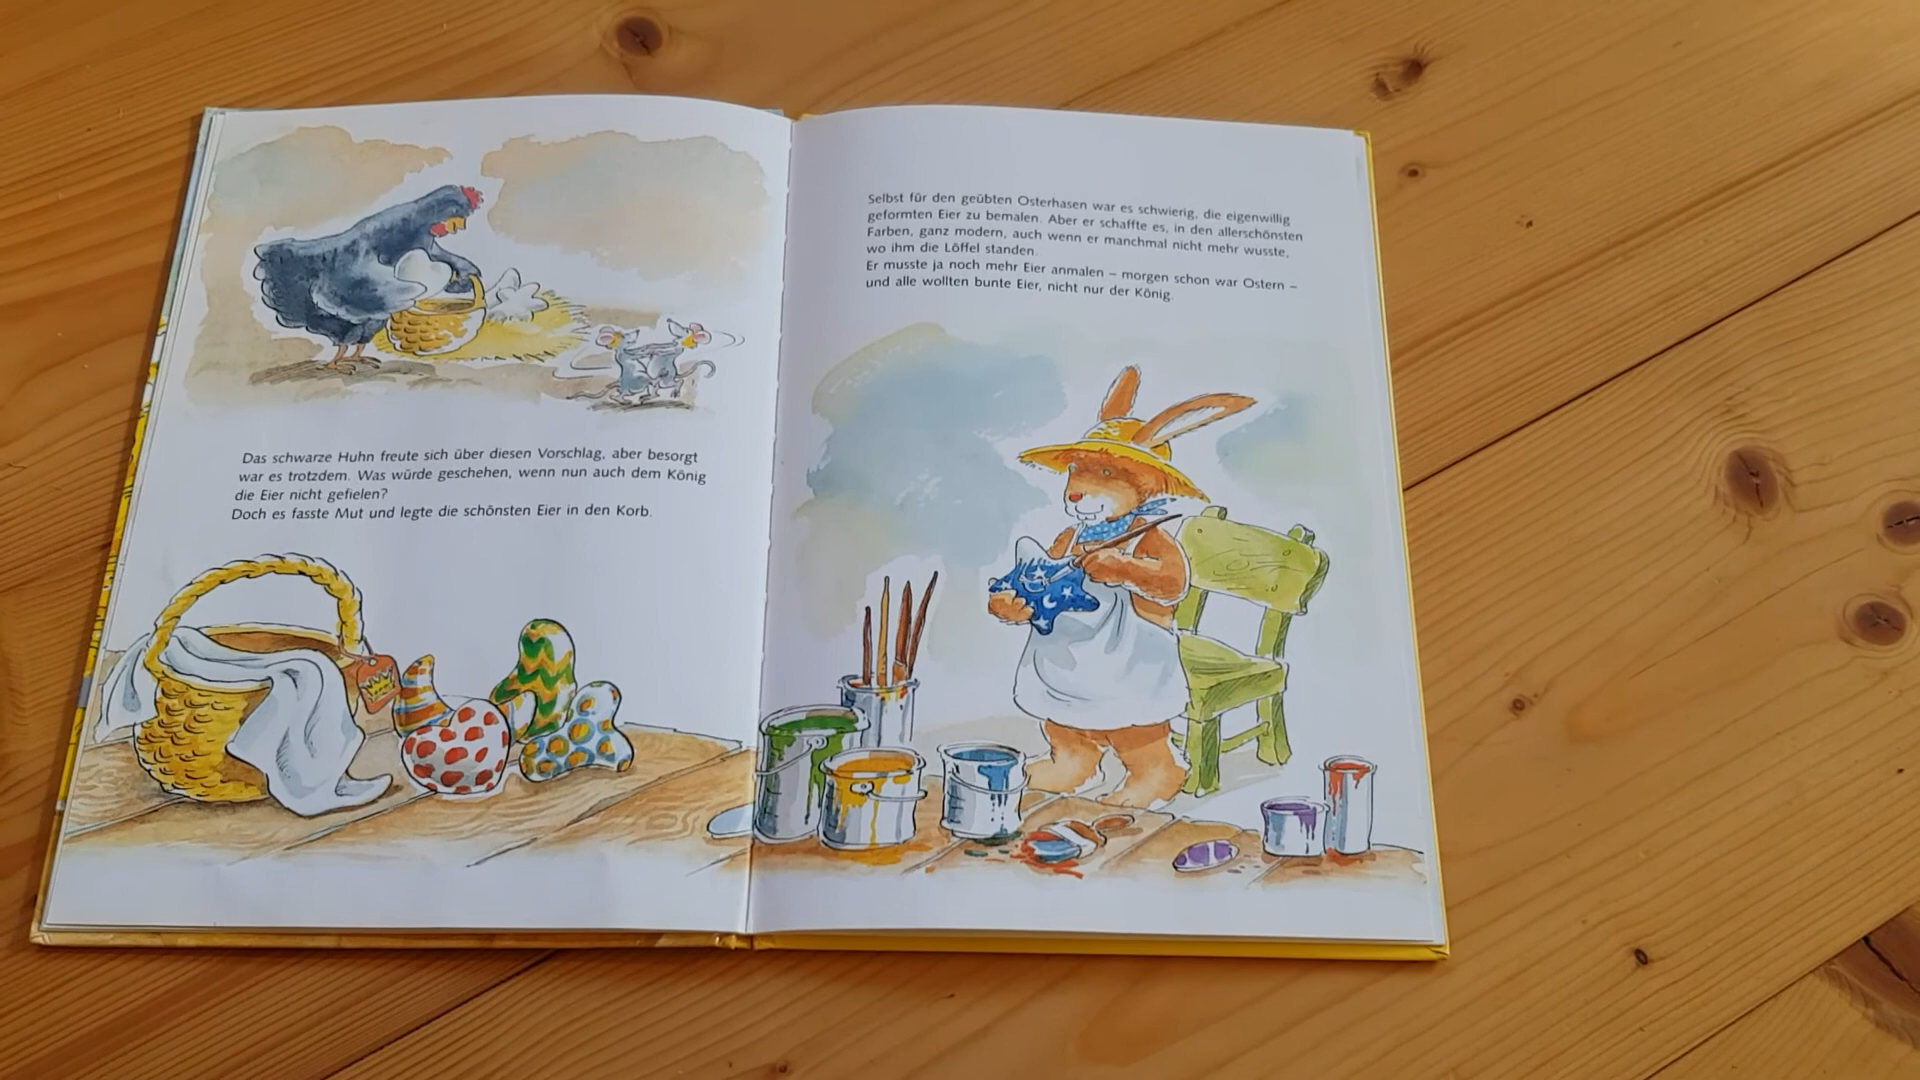 Das schwarze Huhn freute sich über diesen Vorschlag, aber besorgt
war es trotzdem. Was würde geschehen, wenn nun auch dem König
die Eier nicht gefielen?
Doch es fasste Mut und legte die schönsten Eier in den Korb.
Selbst für den geübten Osterhasen war es schwierig, die eigenwillig
geformten Eier zu bemalen. Aber er schaffte es, in den allerschönsten
Farben, ganz modern, auch wenn er manchmal nicht mehr wusste,
wo ihm die Löffel standen.
Er musste ja noch mehr Eier anmalen – morgen schon war Ostern –
und alle wollten bunte Eier, nicht nur der König.